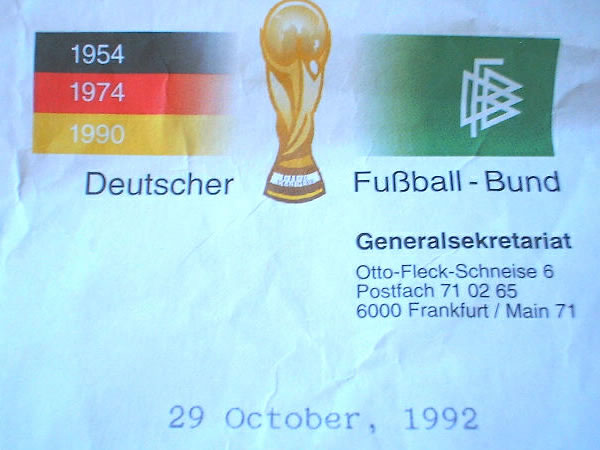 1954
1974
1990
DFB
Deutscher Fußball - Bund
Generalsekretariat
Otto-Fleck-Schneise 6
Postfach 71 02 65
6000 Frankfurt / Main 71
29 October, 1992